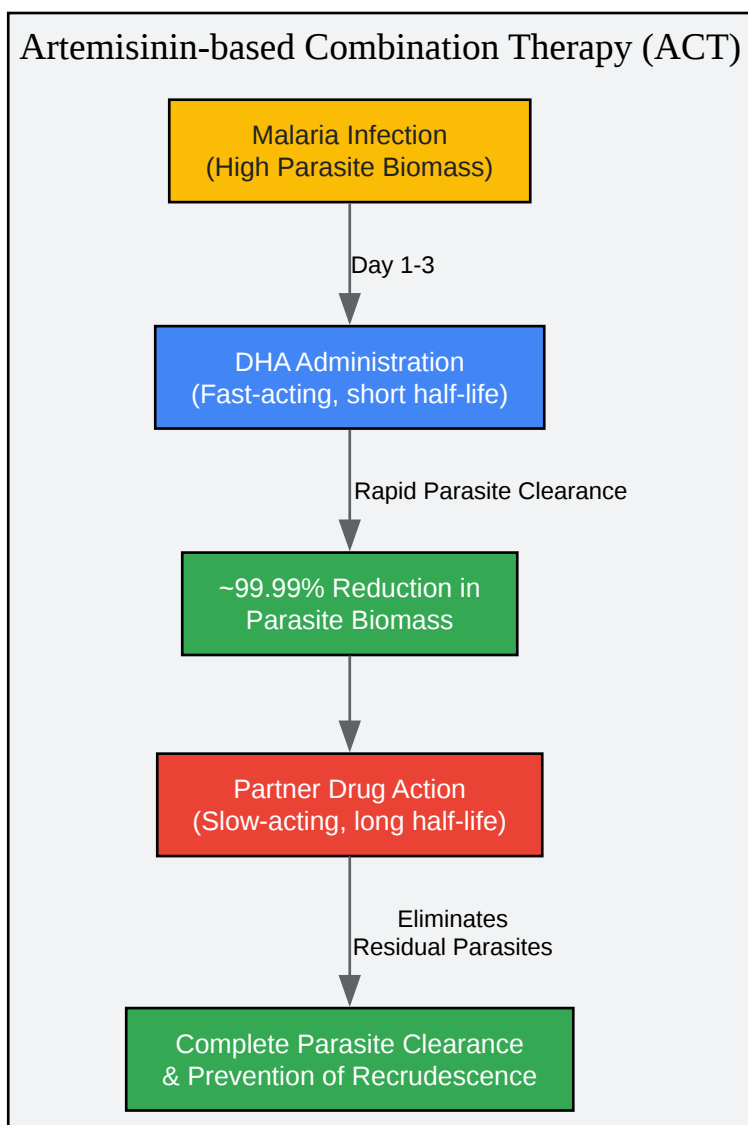 Artemisinin-based Combination Therapy (ACT)
Malaria Infection
(High Parasite Biomass)
Day 1-3
DHA Administration
(Fast-acting, short half-life)
Rapid Parasite Clearance
~99.99% Reduction in
Parasite Biomass
Partner Drug Action
(Slow-acting, long half-life)
Eliminates
Residual Parasites
Complete Parasite Clearance
& Prevention of Recrudescence